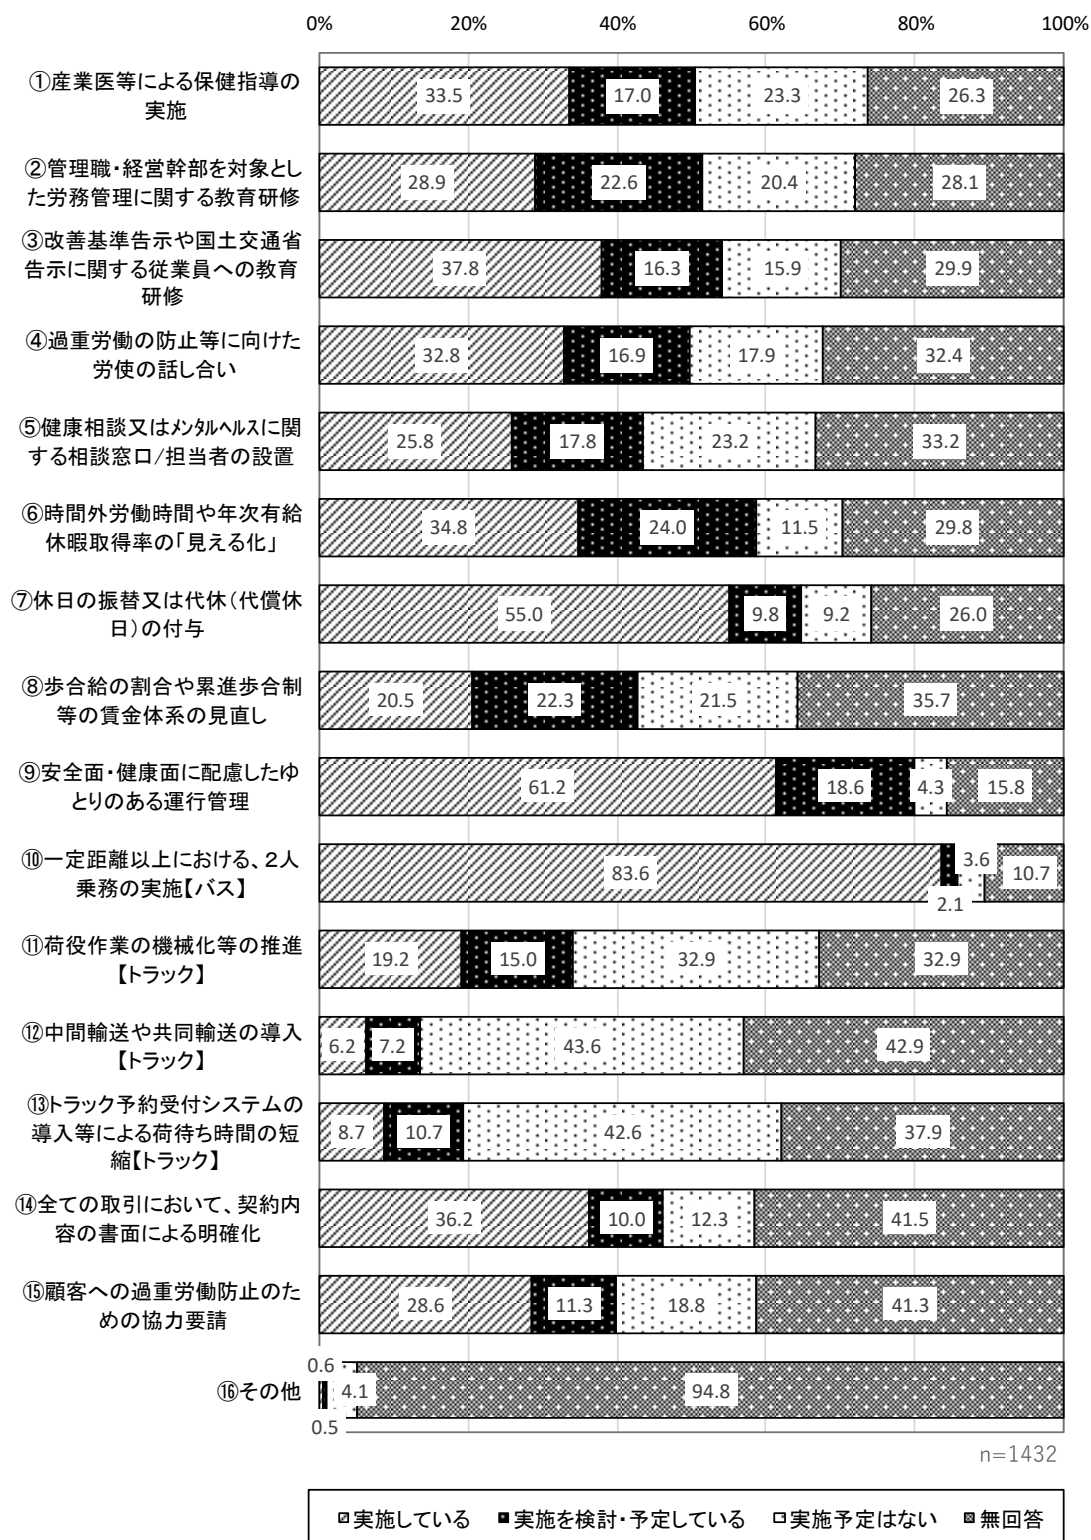 0% 20% 40% 60% 80% 100%
①産業医等による保健指導の
実施
33.5 17.0 23.3 26.3
②管理職・経営幹部を対象とし
た労務管理に関する教育研修
28.9 22.6 20.4 28.1
③改善基準告示や国土交通省
告示に関する従業員への教育
研修
37.8 16.3 15.9 29.9
④過重労働の防止等に向けた
労使の話し合い
32.8 16.9 17.9 32.4
⑤健康相談又はメンタルヘルスに関
する相談窓口/担当者の設置
25.8 17.8 23.2 33.2
⑥時間外労働時間や年次有給
休暇取得率の「見える化」
34.8 24.0 11.5 29.8
⑦休日の振替又は代休(代償休
日)の付与
55.0 9.8 9.2 26.0
⑧歩合給の割合や累進歩合制
等の賃金体系の見直し
20.5 22.3 21.5 35.7
⑨安全面・健康面に配慮したゆ
とりのある運行管理
61.2 18.6 4.3 15.8
⑩一定距離以上における、2人
乗務の実施【バス】
83.6 2.1 3.6 10.7
⑪荷役作業の機械化等の推進
【トラック】
19.2 15.0 32.9 32.9
⑫中間輸送や共同輸送の導入
【トラック】
6.2 7.2 43.6 42.9
⑬トラック予約受付システムの
導入等による荷待ち時間の短
縮【トラック】
8.7 10.7 42.6 37.9
⑭全ての取引において、契約内
容の書面による明確化
36.2 10.0 12.3 41.5
⑮顧客への過重労働防止のた
めの協力要請
28.6 11.3 18.8 41.3
⑯その他
0.6 0.5 4.1 94.8
n=1432
実施している 実施を検討・予定している 実施予定はない 無回答